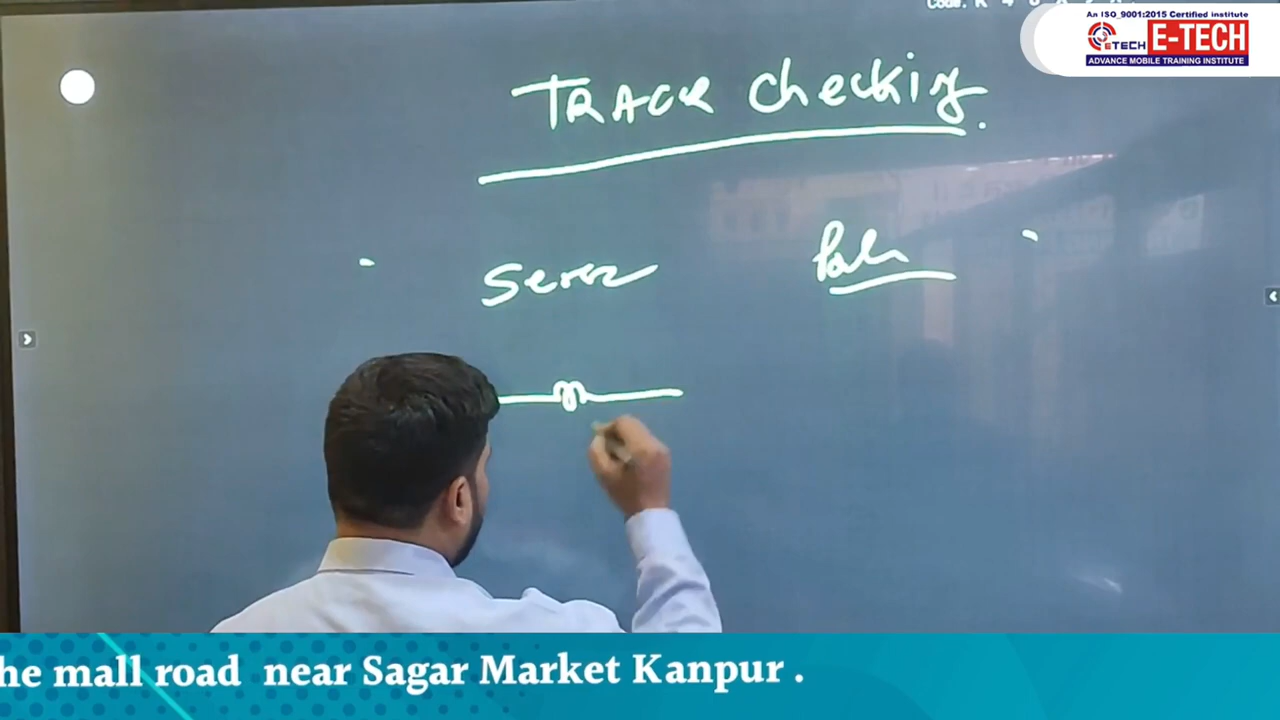 An ISO 9001:2015 Certified institute
ETECH E-TECH
ADVANCE MOBILE TRAINING INSTITUTE
TRACK Checking.
he mall road near Sagar Market Kanpur .